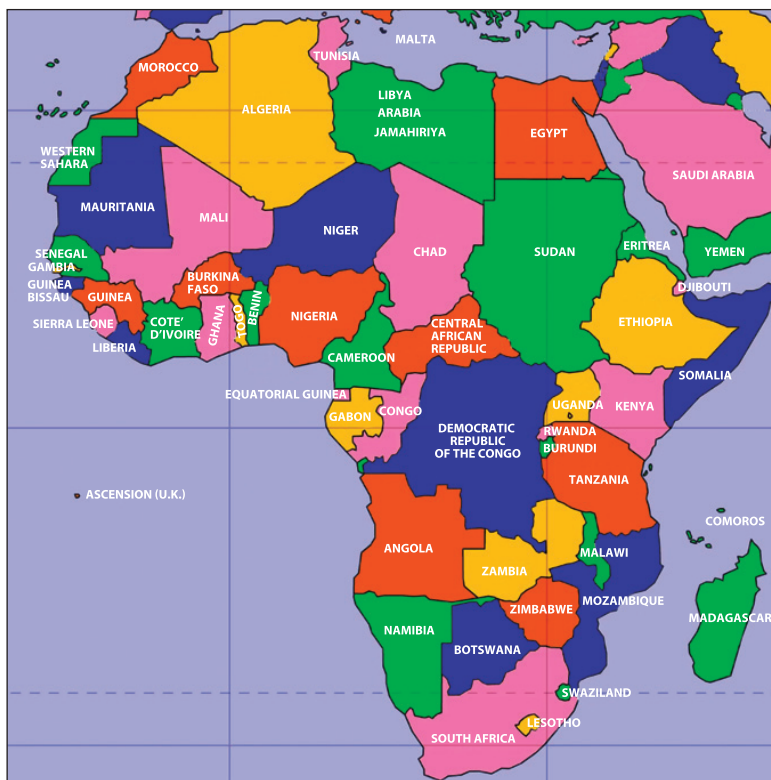 MALTA
TUNISIA
MOROCCO
ALGERIA
LIBYA
ARABIA
JAMAHIRIYA
EGYPT
WESTERN
SAHARA
SAUDI ARABIA
MAURITANIA
MALI
NIGER
CHAD
SUDAN
ERITREA
YEMEN
SENEGAL
GAMBIA
GUINEA
BISSAU
GUINEA
BURKINA
FASO
DJIBOUTI
SIERRA LEONE
LIBERIA
COTE'
D'IVOIRE
GHANA
TOGO
BENIN
NIGERIA
CENTRAL
AFRICAN
REPUBLIC
ETHIOPIA
CAMEROON
SOMALIA
EQUATORIAL GUINEA
GABON
CONGO
UGANDA
KENYA
DEMOCRATIC
REPUBLIC
OF THE CONGO
RWANDA
BURUNDI
TANZANIA
ASCENSION (U.K.)
COMOROS
ANGOLA
ZAMBIA
MALAWI
MOZAMBIQUE
ZIMBABWE
MADAGASCAR
NAMIBIA
BOTSWANA
SWAZILAND
LESOTHO
SOUTH AFRICA